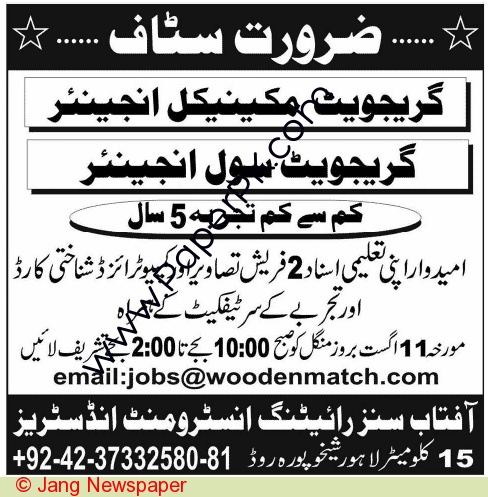 ☆ ...... ضرورت سٹاف ...... ☆
گریجویٹ مکینیکل انجینئر
گریجویٹ سول انجینئر
کم سے کم تجربہ 5 سال
امیدوار اپنی تعلیمی اسناد 2 فریش تصاویر اور کمپیوٹرائزڈ شناختی کارڈ
اور تجربے کے سرٹیفکیٹ کے ہمراہ
مورخہ 11 اگست بروز منگل کو صبح 10:00 بجے تا 2:00 بجے تشریف لائیں
email:jobs@woodenmatch.com
آفتاب سنز رائیٹنگ انسٹرومنٹ انڈسٹریز
15 کلومیٹر لاہور شیخوپورہ روڈ +92-42-37332580-81
www.paperpk.com
© Jang Newspaper